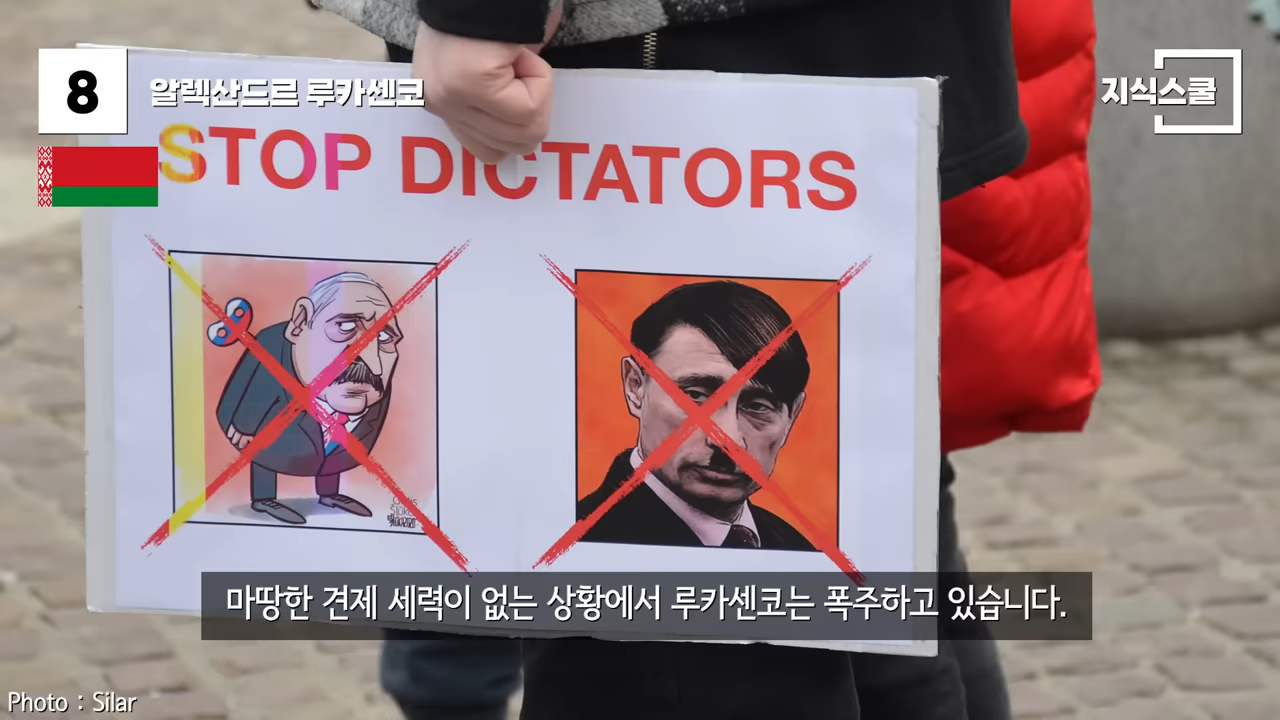 8
알렉산드르 루카센코
지식스쿨
STOP DICTATORS
마땅한 견제 세력이 없는 상황에서 루카센코는 폭주하고 있습니다.
Photo : Silar